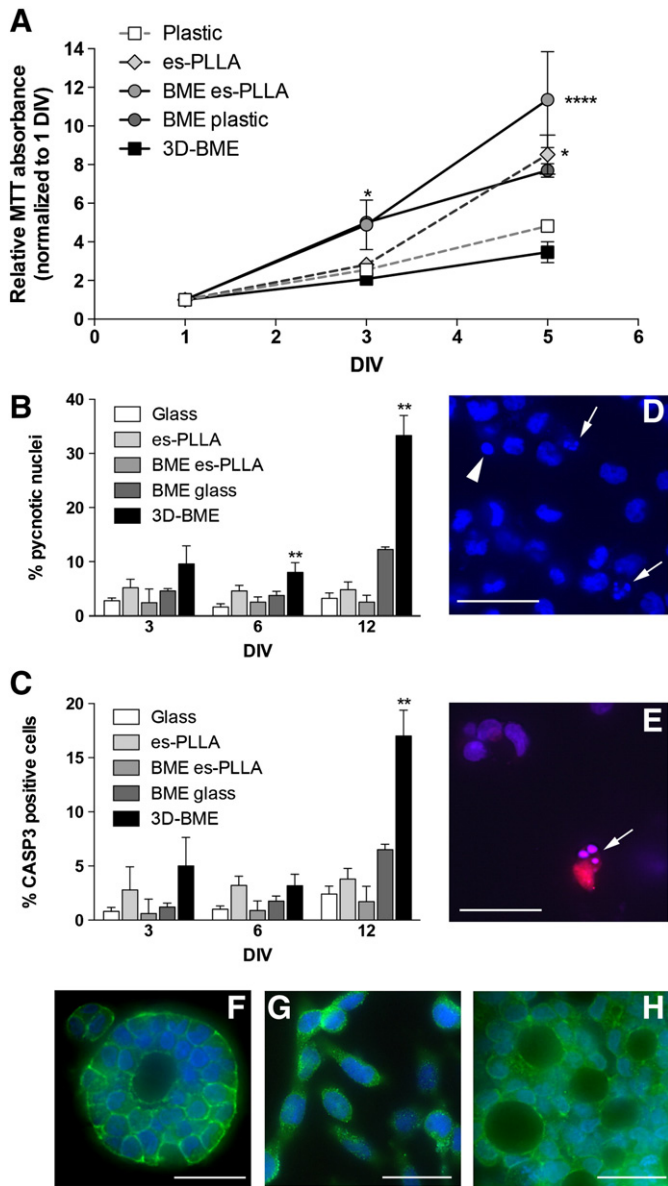 A
Plastic
es-PLLA
BME es-PLLA
BME plastic
3D-BME
Relative MTT absorbance
(normalized to 1 DIV)
14
12
10
8
6
4
2
0
****
*
*
0
1
2
3
4
5
6
DIV
B
% pycnotic nuclei
40
30
20
10
0
Glass
es-PLLA
BME es-PLLA
BME glass
3D-BME
**
**
3
6
12
DIV
D
C
% CASP3 positive cells
20
15
10
5
0
Glass
es-PLLA
BME es-PLLA
BME glass
3D-BME
**
3
6
12
DIV
E
F
G
H